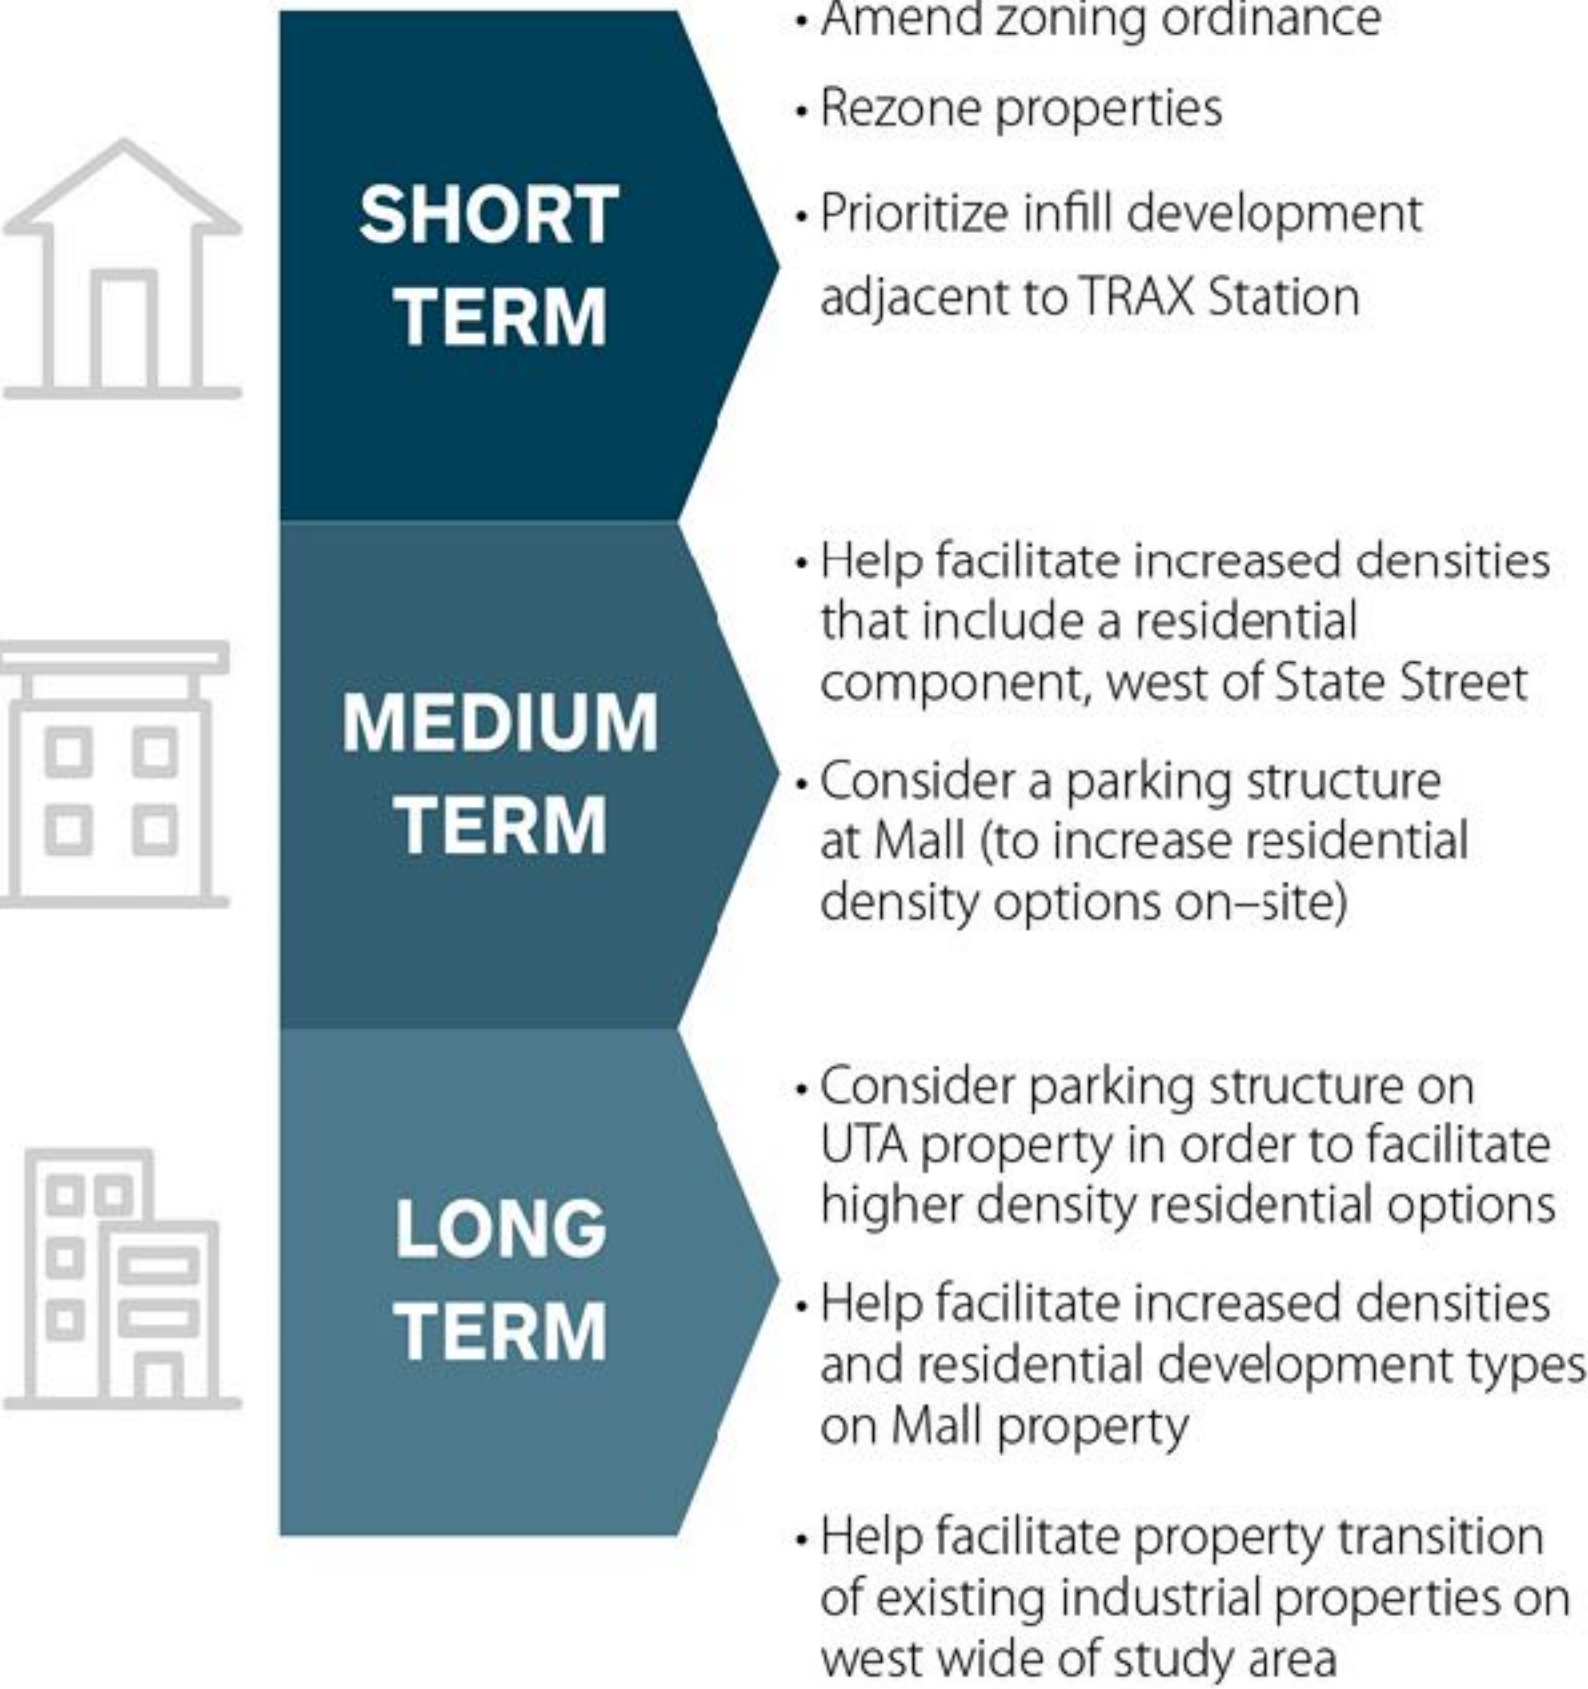 SHORT
TERM
• Amend zoning ordinance
• Rezone properties
• Prioritize infill development
adjacent to TRAX Station
MEDIUM
TERM
• Help facilitate increased densities
that include a residential
component, west of State Street
• Consider a parking structure
at Mall (to increase residential
density options on–site)
LONG
TERM
• Consider parking structure on
UTA property in order to facilitate
higher density residential options
• Help facilitate increased densities
and residential development types
on Mall property
• Help facilitate property transition
of existing industrial properties on
west wide of study area